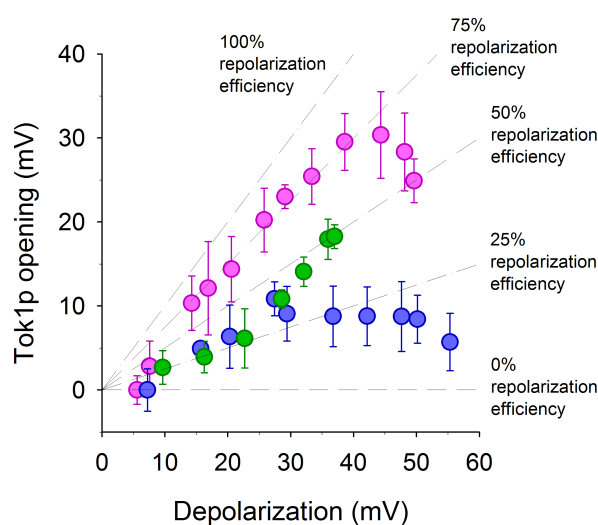 100%
repolarization
efficiency
75%
repolarization
efficiency
50%
repolarization
efficiency
25%
repolarization
efficiency
0%
repolarization
efficiency
Tok1p opening (mV)
40
30
20
10
0
0 10 20 30 40 50 60
Depolarization (mV)